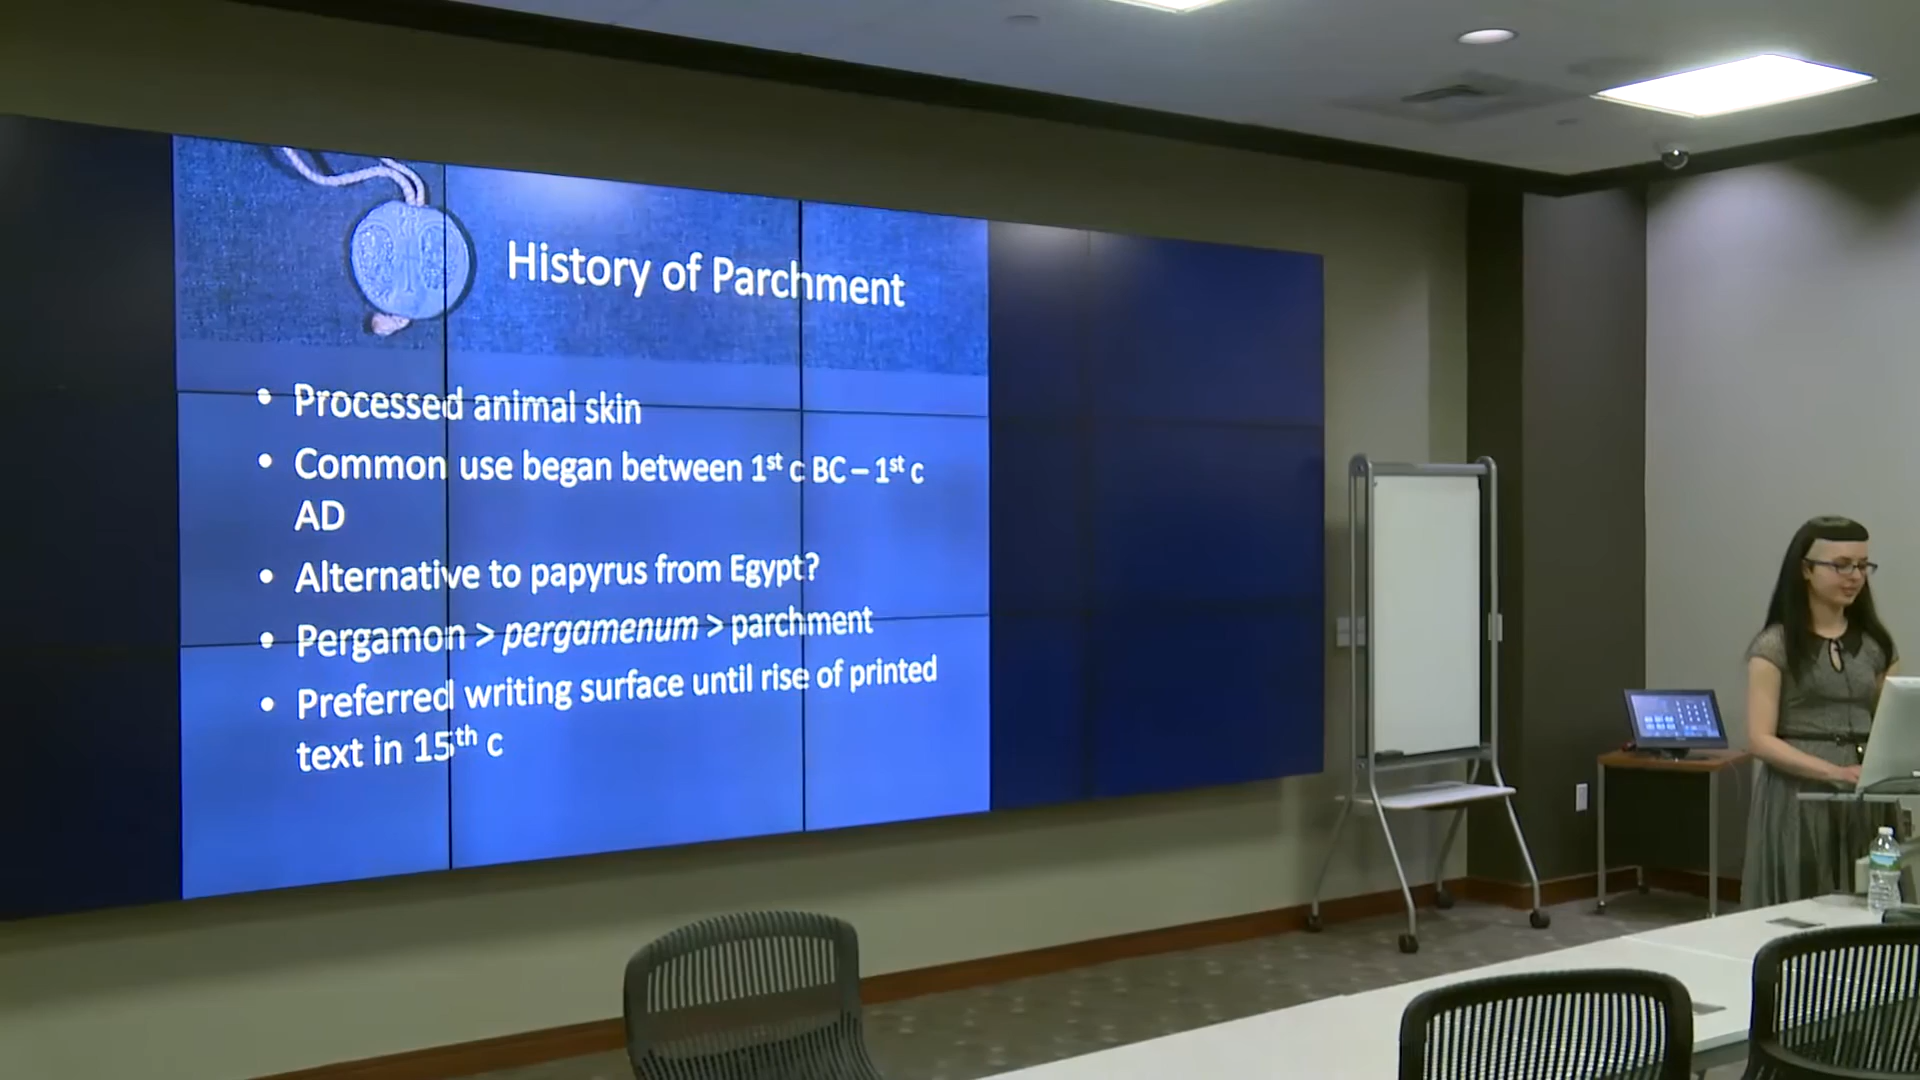 History of Parchment
• Processed animal skin
• Common use began between 1st c BC – 1st c
AD
• Alternative to papyrus from Egypt?
• Pergamon > pergamenum > parchment
• Preferred writing surface until rise of printed
text in 15th c